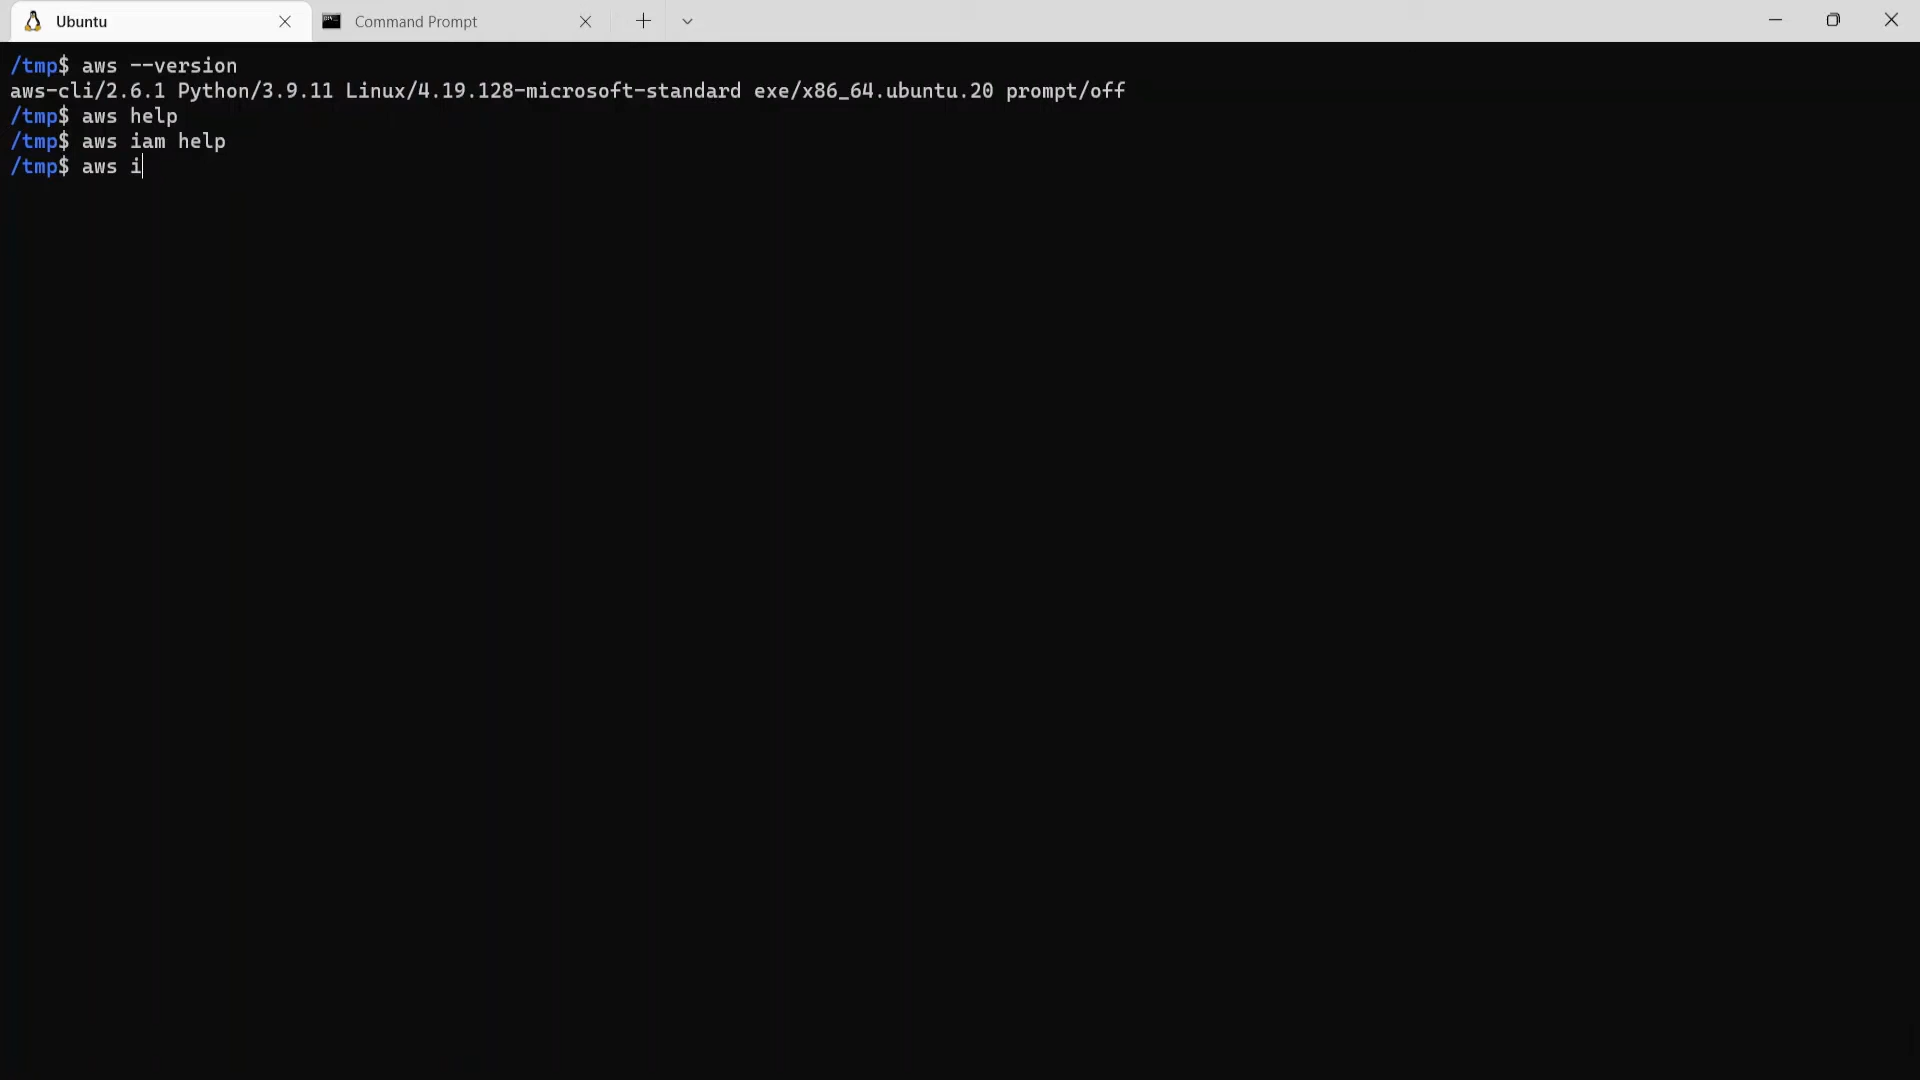 Ubuntu
Command Prompt
/tmp$ aws --version
aws-cli/2.6.1 Python/3.9.11 Linux/4.19.128-microsoft-standard exe/x86_64.ubuntu.20 prompt/off
/tmp$ aws help
/tmp$ aws iam help
/tmp$ aws i